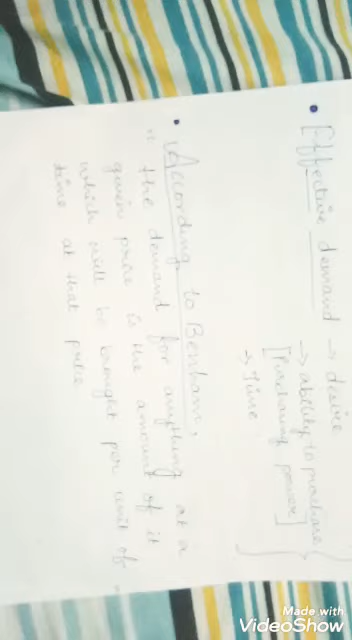 • Effective demand → desire
→ ability to purchase
[Purchasing power]
→ Time
• According to Benham,
"the demand for anything at a
given price is the amount of it
which will be brought per unit of
time at that price
Made with
VideoShow